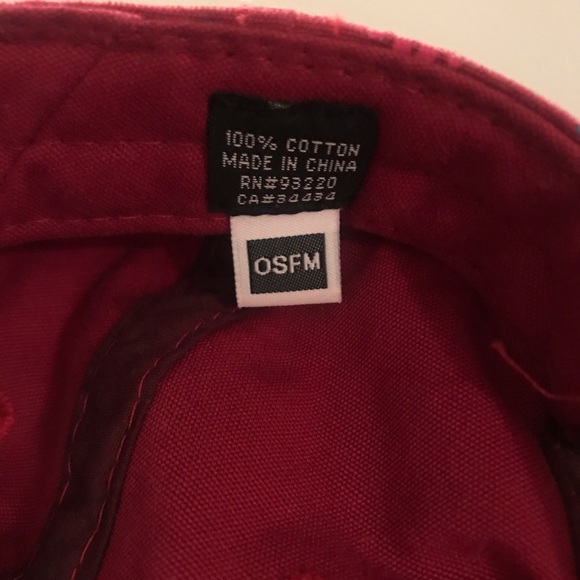 100% COTTON
MADE IN CHINA
RN#93220
CA#34434
OSFM